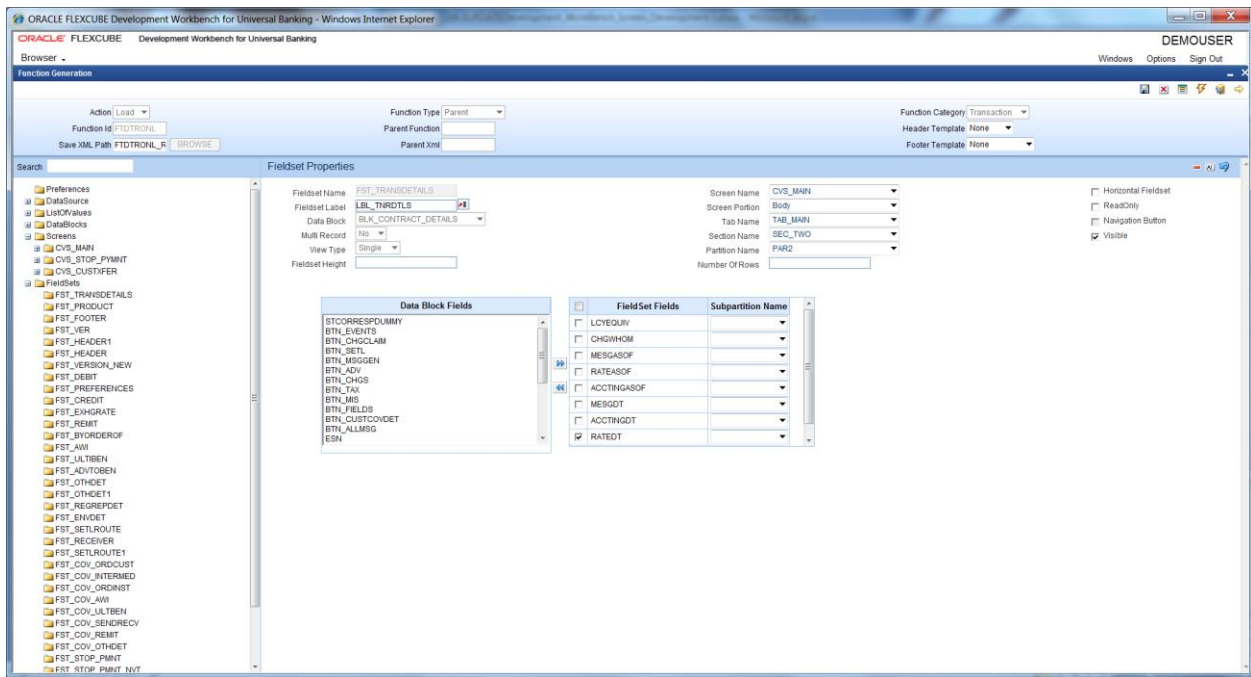 ORACLE FLEXCUBE Development Workbench for Universal Banking - Windows Internet Explorer
ORACLE FLEXCUBE Development Workbench for Universal Banking
DEMOUSER
Browser
Windows Options Sign Out
Function Generation
Action Load
Function Type Parent
Function Category Transaction
Function Id FTDTRONL
Parent Function
Header Template None
Save XML Path FTDTRONL_R BROWSE
Parent Xml
Footer Template None
Search
Fieldset Properties
Preferences
DataSource
ListOfValues
DataBlocks
Screens
CVS_MAIN
CVS_STOP_PYMNT
CVS_CUSTXFER
FieldSets
FST_TRANSDETAILS
FST_PRODUCT
FST_FOOTER
FST_VER
FST_HEADER1
FST_HEADER
FST_VERSION_NEW
FST_DEBIT
FST_PREFERENCES
FST_CREDIT
FST_EXHGRATE
FST_REMIT
FST_BYORDEROF
FST_AWI
FST_ULTIBEN
FST_ADVTOBEN
FST_OTHDET
FST_OTHDET1
FST_REGREPDET
FST_ENVDET
FST_SETLROUTE
FST_RECEIVER
FST_SETLROUTE1
FST_COV_ORDCUST
FST_COV_INTERMED
FST_COV_ORDINST
FST_COV_AWI
FST_COV_ULTBEN
FST_COV_SENDRECV
FST_COV_REMIT
FST_COV_OTHDET
FST_STOP_PMNT
FST_STOP_PMNT_NVT
Fieldset Name FST_TRANSDETAILS
Fieldset Label LBL_TNRDTLS
Data Block BLK_CONTRACT_DETAILS
Multi Record No
View Type Single
Fieldset Height
Screen Name CVS_MAIN
Screen Portion Body
Tab Name TAB_MAIN
Section Name SEC_TWO
Partition Name PAR2
Number Of Rows
Horizontal Fieldset
ReadOnly
Navigation Button
Visible
Data Block Fields
STCORRESPDUMMY
BTN_EVENTS
BTN_CHGCLAIM
BTN_SETL
BTN_MSGGEN
BTN_ADV
BTN_CHGS
BTN_TAX
BTN_MIS
BTN_FIELDS
BTN_CUSTCOVDET
BTN_ALLMSG
ESN
FieldSet Fields Subpartition Name
LCYEQUIV
CHGWHOM
MESGASOF
RATEASOF
ACCTINGASOF
MESGDT
ACCTINGDT
RATEDT